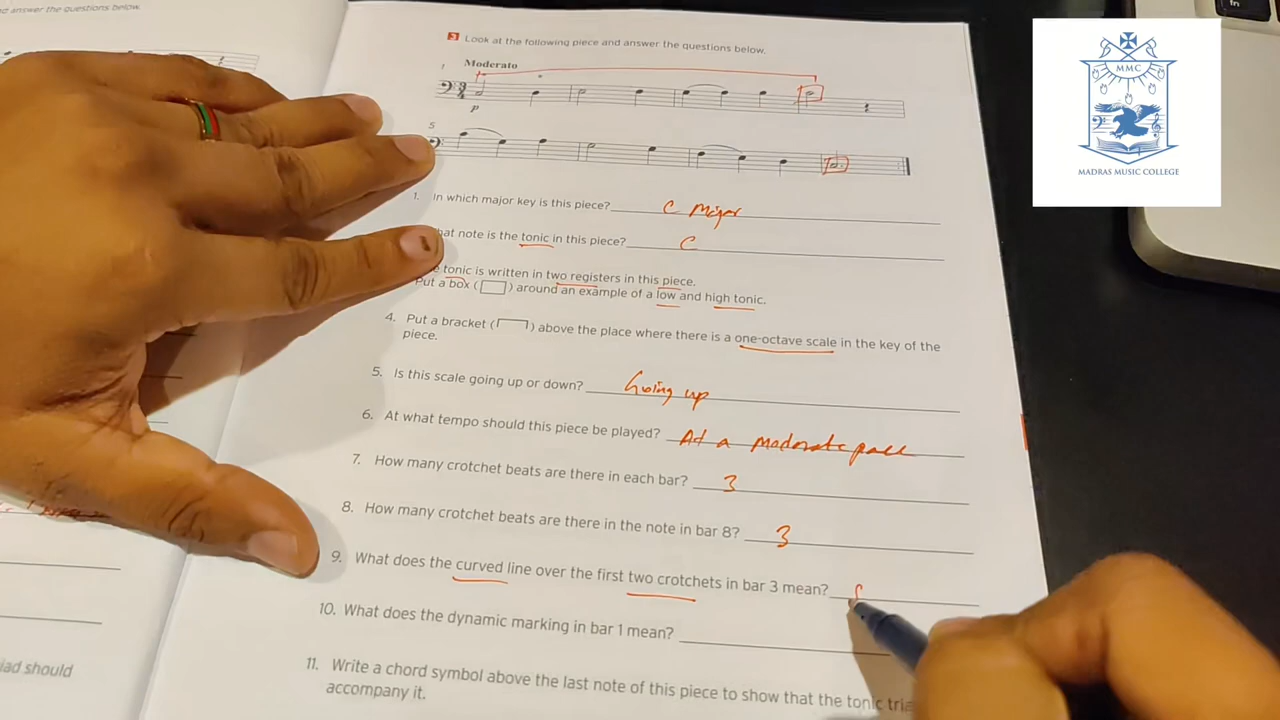 answer the questions below.
3 Look at the following piece and answer the questions below.
1 Moderato
p
5
1. In which major key is this piece? C Major
hat note is the tonic in this piece? C
tonic is written in two registers in this piece.
Put a box ( ) around an example of a low and high tonic.
4. Put a bracket ( ) above the place where there is a one-octave scale in the key of the
piece.
5. Is this scale going up or down? Going up
6. At what tempo should this piece be played? At a moderate pace
7. How many crotchet beats are there in each bar? 3
8. How many crotchet beats are there in the note in bar 8? 3
9. What does the curved line over the first two crotchets in bar 3 mean?
10. What does the dynamic marking in bar 1 mean?
11. Write a chord symbol above the last note of this piece to show that the tonic tria
accompany it.
iad should
MMC
MADRAS MUSIC COLLEGE
fn